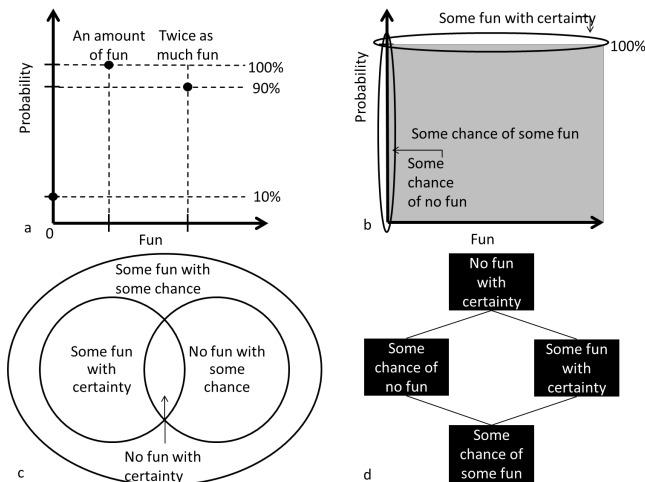 An amount
of fun
Twice as
much fun
100%
90%
10%
Probability
0
Fun
a
Some fun with certainty
100%
Probability
Some chance of some fun
Some
chance
of no fun
Fun
b
Some fun with
some chance
Some fun
with
certainty
No fun with
some
chance
No fun with
certainty
c
No fun
with
certainty
Some
chance of
no fun
Some fun
with
certainty
Some
chance of
some fun
d